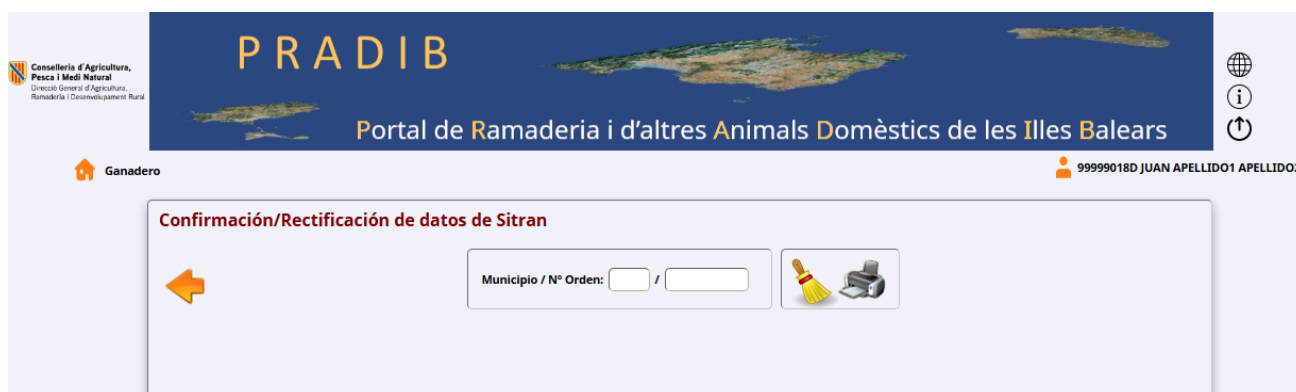 PRADIB
Conselleria d'Agricultura,
Pesca i Medi Natural
Direcció General d'Agricultura,
Ramaderia i Desenvolupament Rural
Portal de Ramaderia i d'altres Animals Domèstics de les Illes Balears
Ganadero
99999018D JUAN APELLIDO1 APELLIDO2
Confirmación/Rectificación de datos de Sitran
Municipio / Nº Orden: /